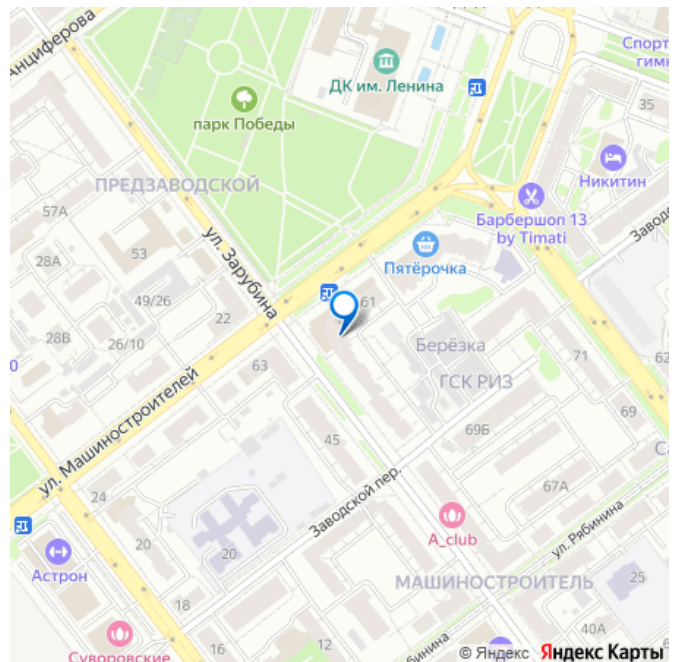 Анциферова
Спорт
гимн
ДК им. Ленина
35
парк Победы
Никитин
ПРЕДЗАВОДСКОЙ
Барбершоп 13
by Timati
57А
ул. Зарубина
Заводс
Пятёрочка
53
28А
49/26
61
22
28В
26/10
Берёзка
62
0
63
71
ГСК РИЗ
ул. Машиностроителей
69
69Б
45
Са
Заводской пер.
67А
24
A_club
ул. Рябинина
20
20
Астрон
МАШИНОСТРОИТЕЛЬ
25
18
40А
Суворовские
16
12
бинина
© Яндекс Яндекс Карты